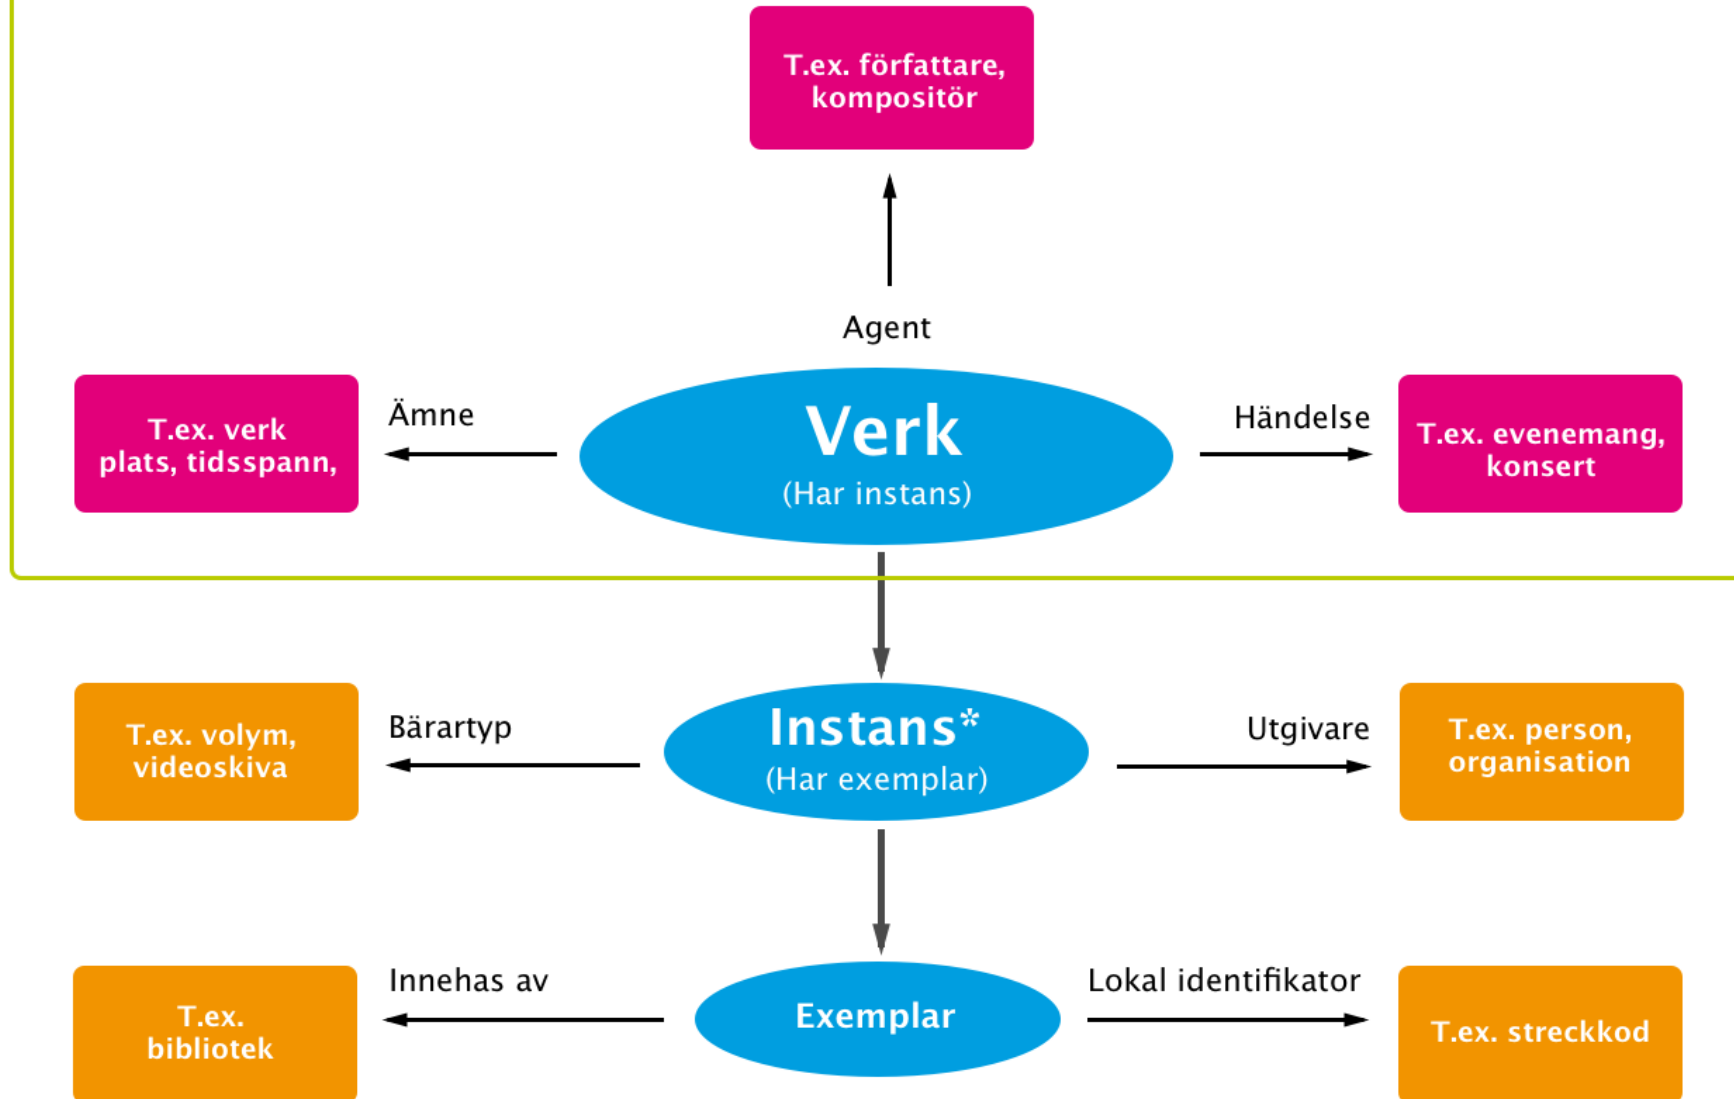 T.ex. författare,
kompositör
Agent
T.ex. verk
plats, tidsspann,
Ämne
Verk
(Har instans)
Händelse
T.ex. evenemang,
konsert
T.ex. volym,
videoskiva
Bärartyp
Instans*
(Har exemplar)
Utgivare
T.ex. person,
organisation
T.ex.
bibliotek
Innehas av
Exemplar
Lokal identifikator
T.ex. streckkod